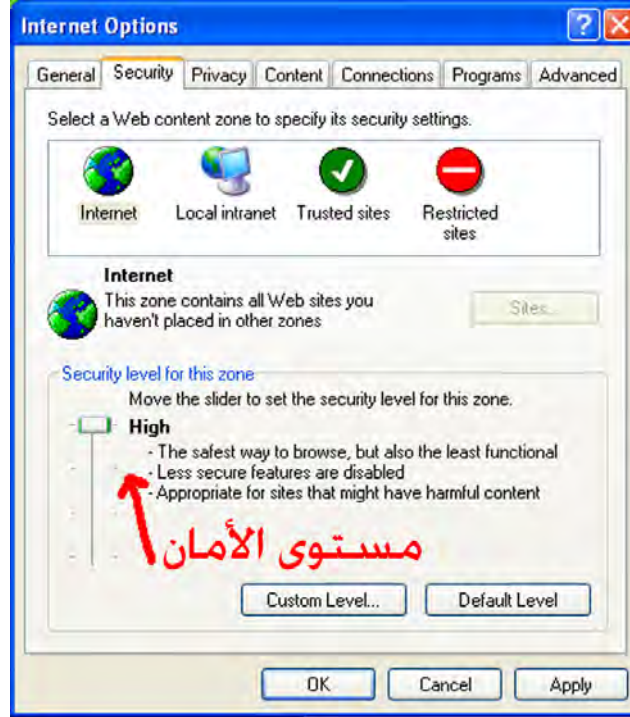 Internet Options
General Security Privacy Content Connections Programs Advanced
Select a Web content zone to specify its security settings.
Internet Local intranet Trusted sites Restricted sites
Internet
This zone contains all Web sites you
haven't placed in other zones
Sites...
Security level for this zone
Move the slider to set the security level for this zone.
High
- The safest way to browse, but also the least functional
- Less secure features are disabled
- Appropriate for sites that might have harmful content
مستوى الأمان
Custom Level... Default Level
OK Cancel Apply